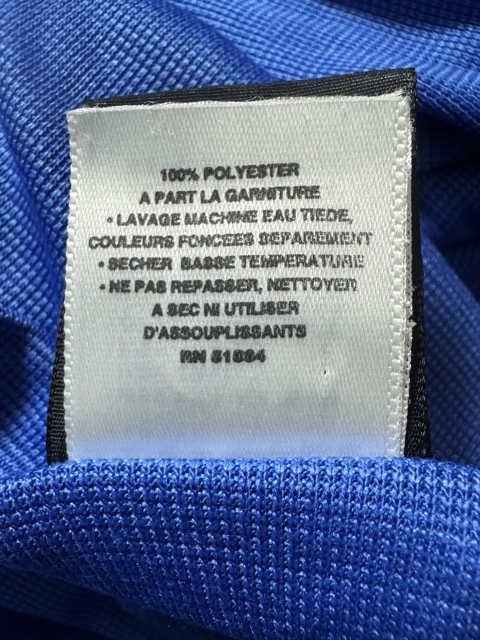 100% POLYESTER
A PART LA GARNITURE
• LAVAGE MACHINE EAU TIEDE,
COULEURS FONCEES SEPAREMENT
• SECHER BASSE TEMPERATURE
• NE PAS REPASSER, NETTOYER
A SEC NI UTILISER
D'ASSOUPLISSANTS
RN 51884